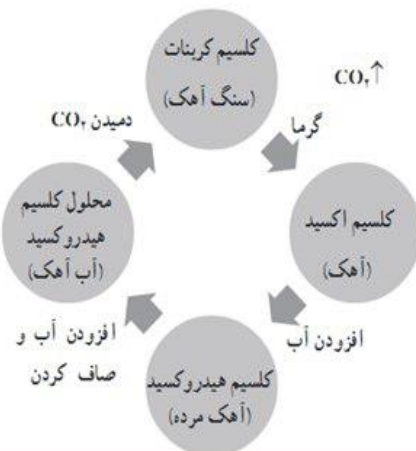 کلسیم کربنات
(سنگ آهک)
CO₂↑
گرما
کلسیم اکسید
(آهک)
افزودن آب
کلسیم هیدروکسید
(آهک مرده)
افزودن آب و
صاف کردن
محلول کلسیم
هیدروکسید
(آب آهک)
دمیدن CO₂